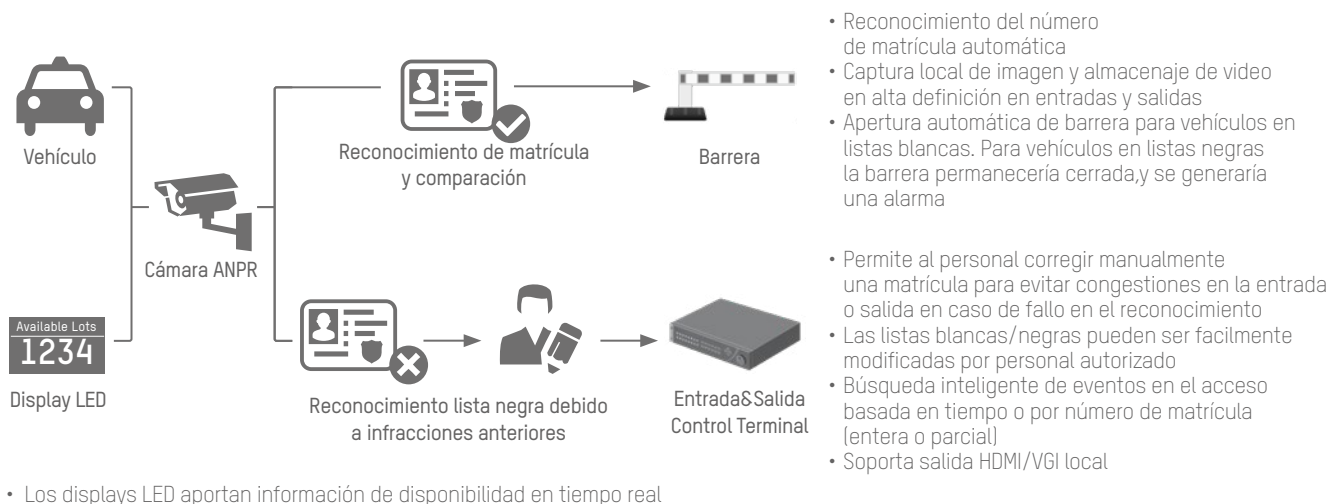 Vehículo
Available Lots
1234
Display LED
Cámara ANPR
Reconocimiento de matrícula
y comparación
Barrera
Reconocimiento lista negra debido
a infracciones anteriores
Entrada&Salida
Control Terminal
• Reconocimiento del número
de matrícula automática
• Captura local de imagen y almacenaje de video
en alta definición en entradas y salidas
• Apertura automática de barrera para vehículos en
listas blancas. Para vehículos en listas negras
la barrera permanecería cerrada,y se generaría
una alarma
• Permite al personal corregir manualmente
una matrícula para evitar congestiones en la entrada
o salida en caso de fallo en el reconocimiento
• Las listas blancas/negras pueden ser facilmente
modificadas por personal autorizado
• Búsqueda inteligente de eventos en el acceso
basada en tiempo o por número de matrícula
(entera o parcial)
• Soporta salida HDMI/VGI local
• Los displays LED aportan información de disponibilidad en tiempo real